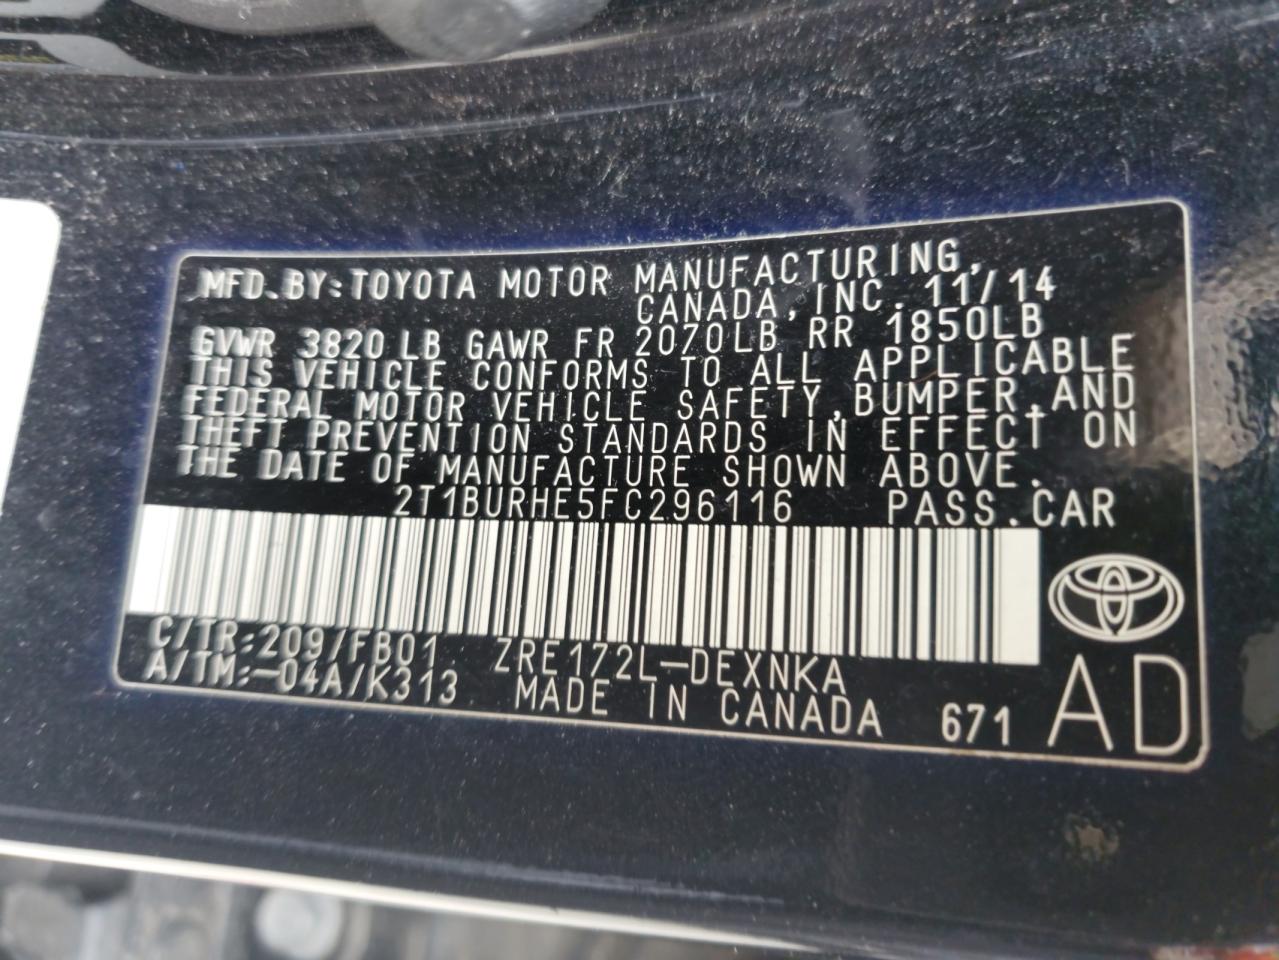 MFD. BY: TOYOTA MOTOR MANUFACTURING,
CANADA, INC. 11/14
GVWR 3820 LB GAWR FR 2070LB RR 1850LB
THIS VEHICLE CONFORMS TO ALL APPLICABLE
FEDERAL MOTOR VEHICLE SAFETY, BUMPER, AND
THEFT PREVENTION STANDARDS IN EFFECT ON
THE DATE OF MANUFACTURE SHOWN ABOVE.
2T1BURHE5FC296116 PASS. CAR
C/TR:209/FB01 ZRE172L-DEXNKA
A/TM:-04A/K313 MADE IN CANADA 671 AD